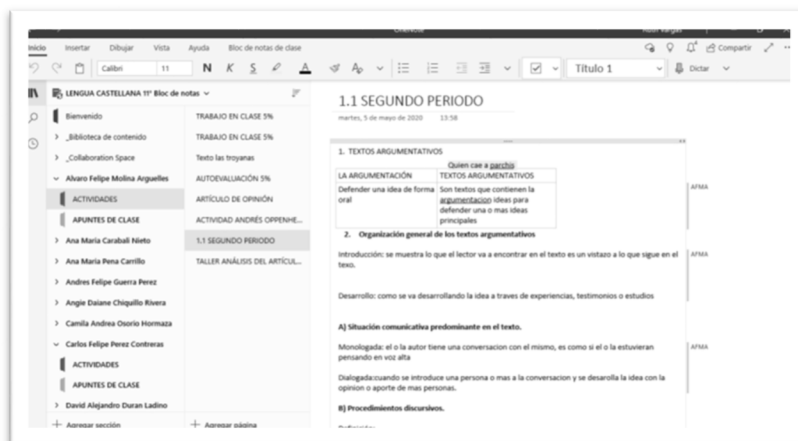 OneNote
Inicio Insertar Dibujar Vista Ayuda Bloc de notas de clase Compartir
Calibri 11 N K S A Título 1 Dictar
LENGUA CASTELLANA 11° Bloc de notas
Bienvenido
_Biblioteca de contenido
_Collaboration Space
Alvaro Felipe Molina Arguelles
ACTIVIDADES
APUNTES DE CLASE
Ana Maria Carabali Nieto
Ana Maria Pena Carrillo
Andres Felipe Guerra Perez
Angie Daiane Chiquillo Rivera
Camila Andrea Osorio Hormaza
Carlos Felipe Perez Contreras
ACTIVIDADES
APUNTES DE CLASE
David Alejandro Duran Ladino
Agregar sección
TRABAJO EN CLASE 5%
TRABAJO EN CLASE 5%
Texto las troyanas
AUTOEVALUACIÓN 5%
ARTÍCULO DE OPINIÓN
ACTIVIDAD ANDRÉS OPPENHE...
1.1 SEGUNDO PERIODO
TALLER ANÁLISIS DEL ARTÍCUL...
Agregar página
1.1 SEGUNDO PERIODO
martes, 5 de mayo de 2020 13:58
1. TEXTOS ARGUMENTATIVOS
Quien cae a parchis
LA ARGUMENTACIÓN TEXTOS ARGUMENTATIVOS
Defender una idea de forma oral
Son textos que contienen la
argumentacion ideas para
defender una o mas ideas
principales
AFMA
2. Organización general de los textos argumentativos
Introducción: se muestra lo que el lector va a encontrar en el texto es un vistazo a lo que sigue en el
texo.
AFMA
Desarrollo: como se va desarrollando la idea a traves de experiencias, testimonios o estudios
A) Situación comunicativa predominante en el texto.
Monologada: el o la autor tiene una conversacion con el mismo, es como si el o la estuvieran
pensando en voz alta
AFMA
Dialogada:cuando se introduce una persona o mas a la conversacion y se desarolla la idea con la
opinion o aporte de mas personas.
B) Procedimientos discursivos.